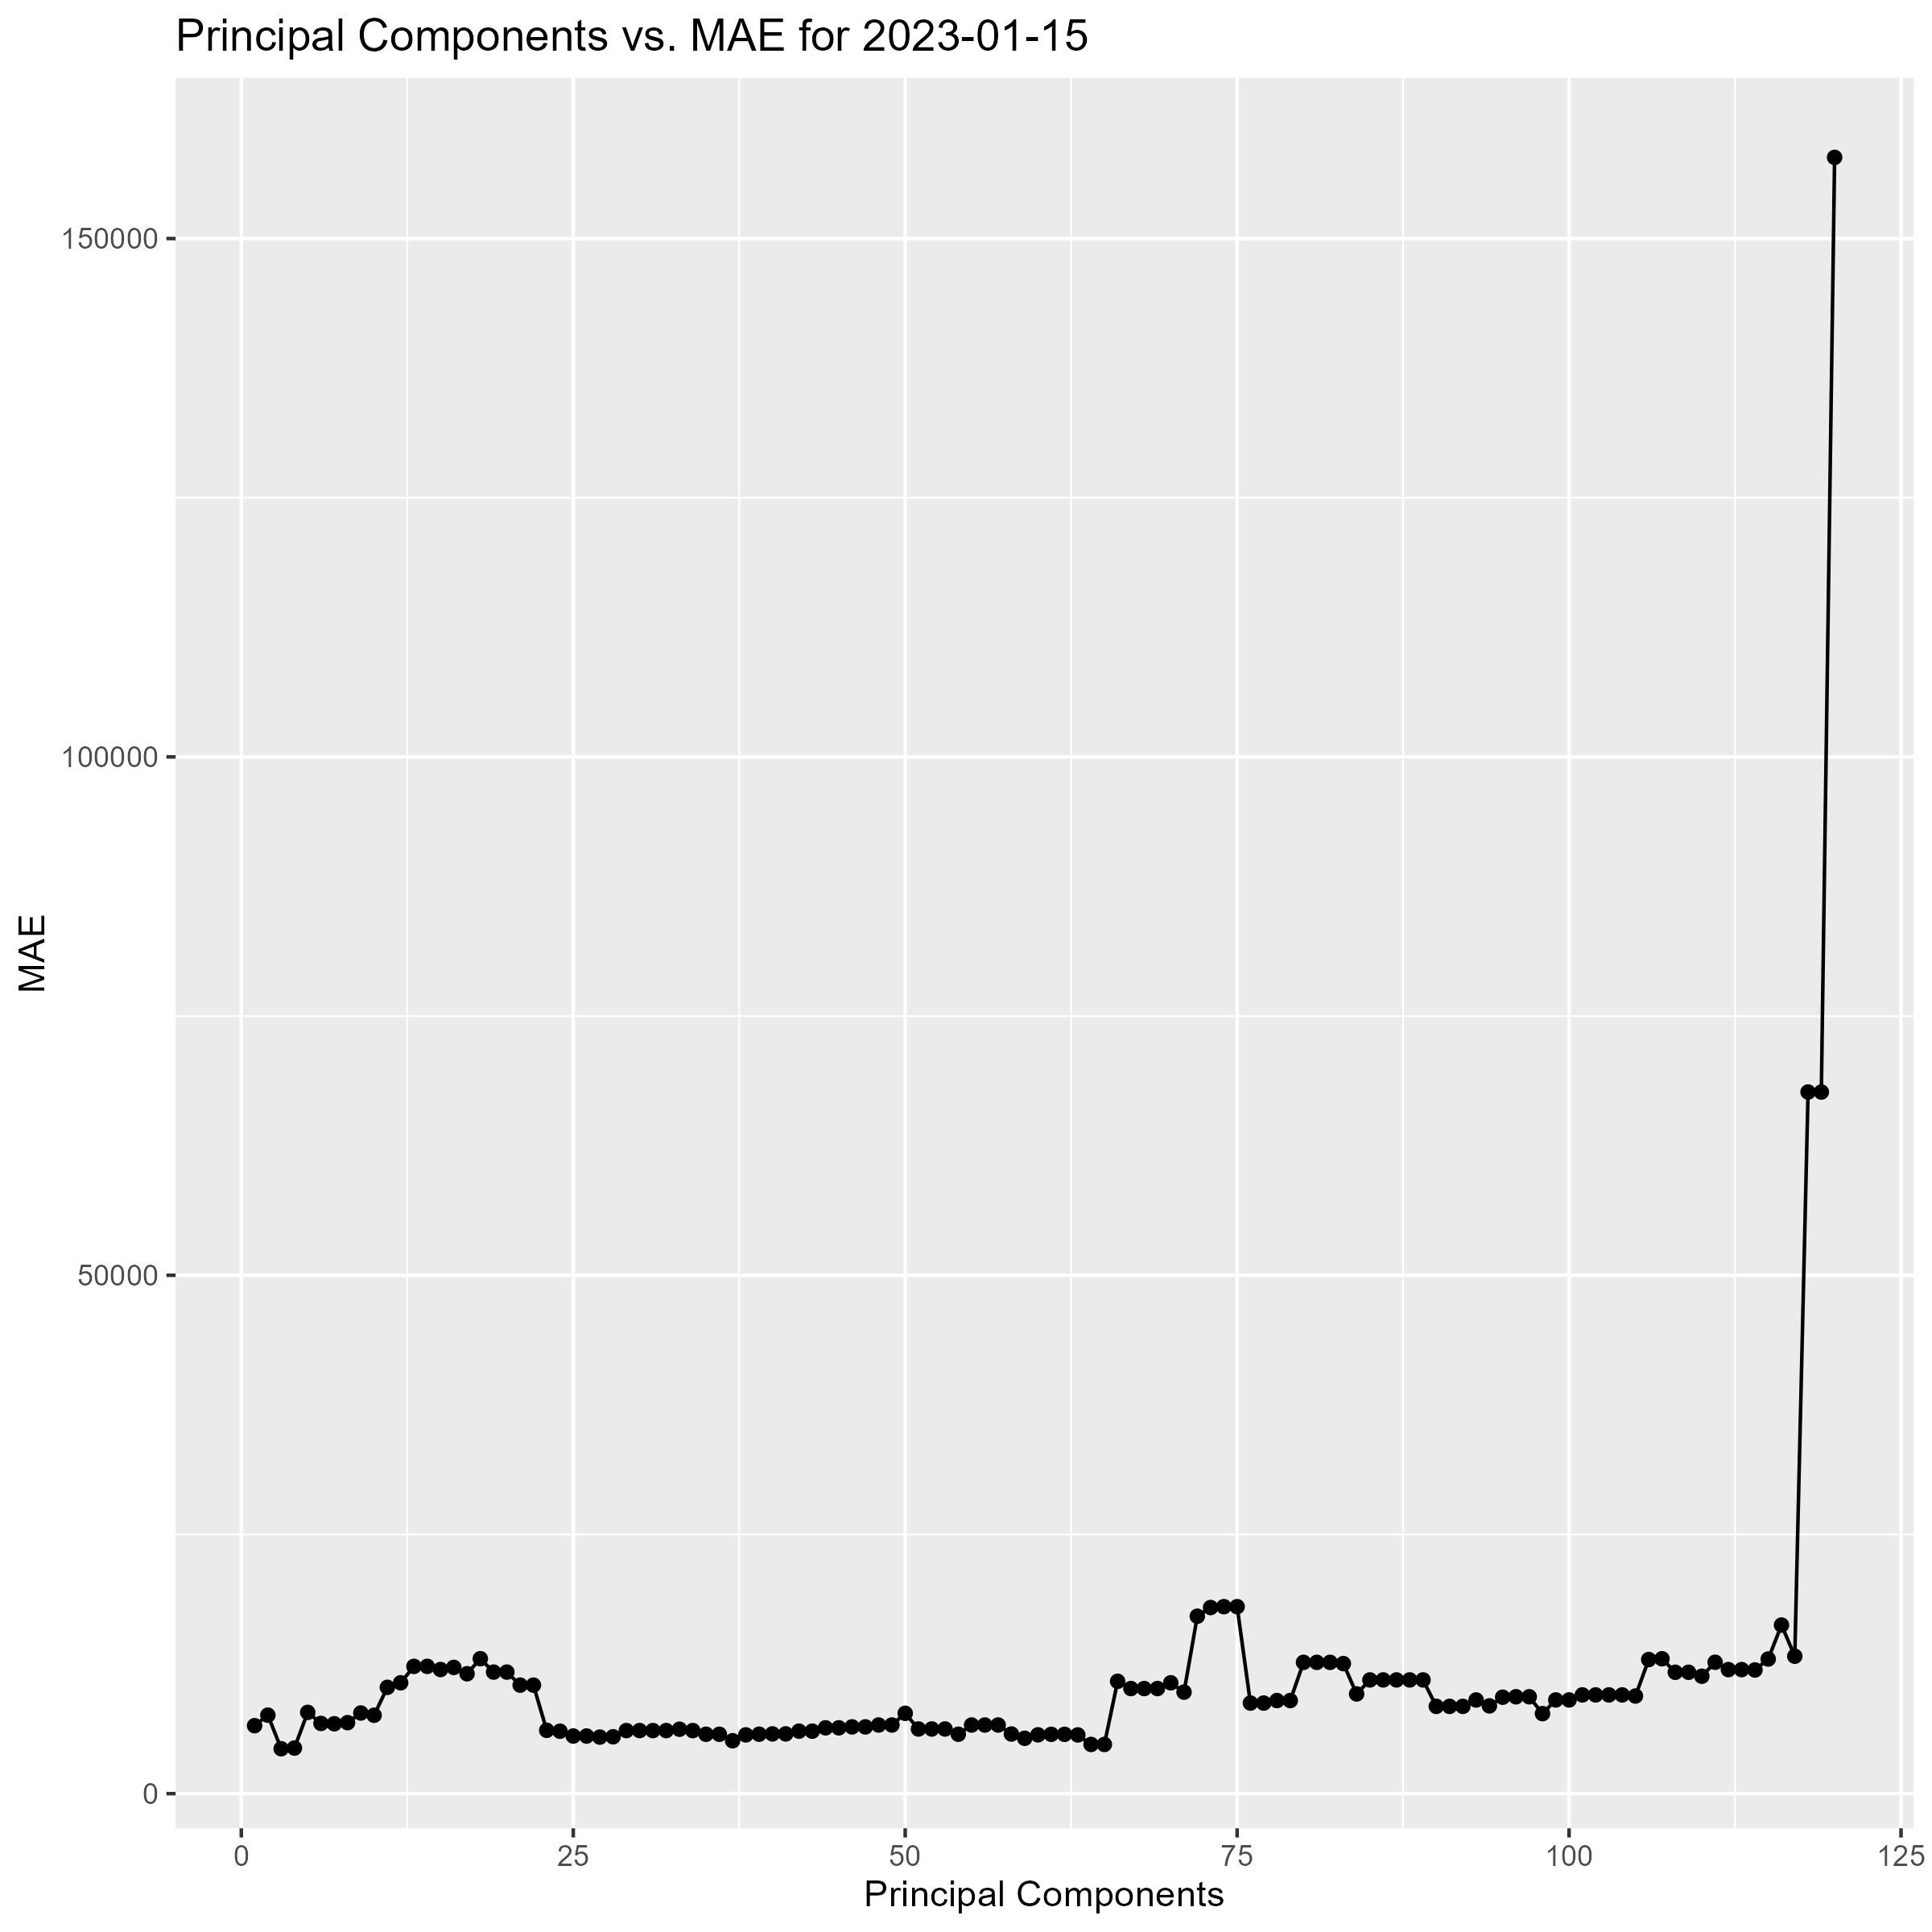 Principal Components vs. MAE for 2023-01-15
150000
100000
50000
0
MAE
0 25 50 75 100 125
Principal Components